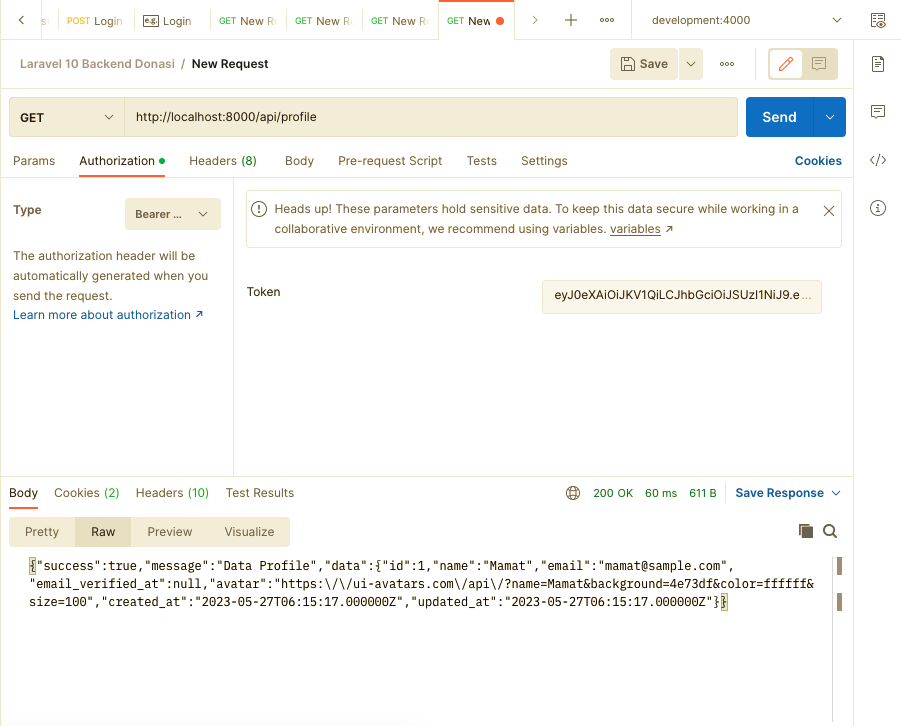 st POST Login e.g. Login GET New Re GET New Re GET New Re GET New development:4000
Laravel 10 Backend Donasi / New Request Save
GET http://localhost:8000/api/profile Send
Params Authorization Headers (8) Body Pre-request Script Tests Settings Cookies
Type Bearer ...
The authorization header will be
automatically generated when you
send the request.
Learn more about authorization ↗
Heads up! These parameters hold sensitive data. To keep this data secure while working in a
collaborative environment, we recommend using variables. variables ↗
Token eyJ0eXAiOiJKV1QiLCJhbGciOiJSUzI1NiJ9.e...
Body Cookies (2) Headers (10) Test Results 200 OK 60 ms 611 B Save Response
Pretty Raw Preview Visualize
{"success":true,"message":"Data Profile","data":{"id":1,"name":"Mamat","email":"mamat@sample.com",
"email_verified_at":null,"avatar":"https:\/\/ui-avatars.com\/api\/?name=Mamat&background=4e73df&color=ffffff&
size=100","created_at":"2023-05-27T06:15:17.000000Z","updated_at":"2023-05-27T06:15:17.000000Z"}}